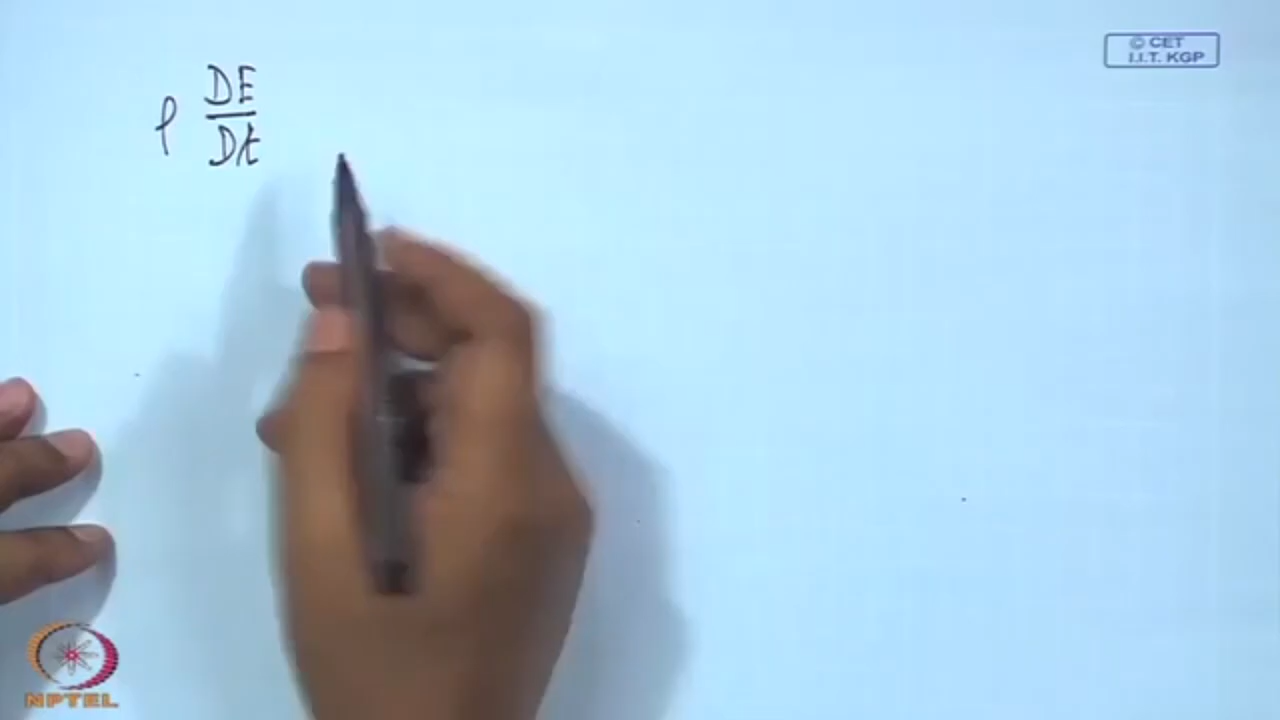 ρ DE/Dt
© CET
I.I.T. KGP
NPTEL